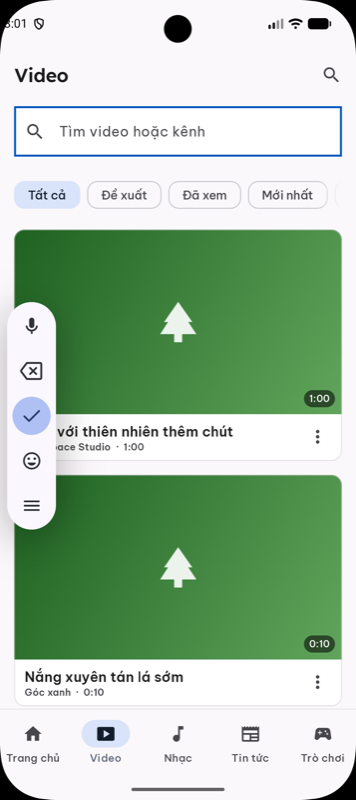 :01
Video
Tìm video hoặc kênh
Tất cả
Đề xuất
Đã xem
Mới nhất
1:00
với thiên nhiên thêm chút
Studio · 1:00
0:10
Nắng xuyên tán lá sớm
Góc xanh · 0:10
Trang chủ
Video
Nhạc
Tin tức
Trò chơi